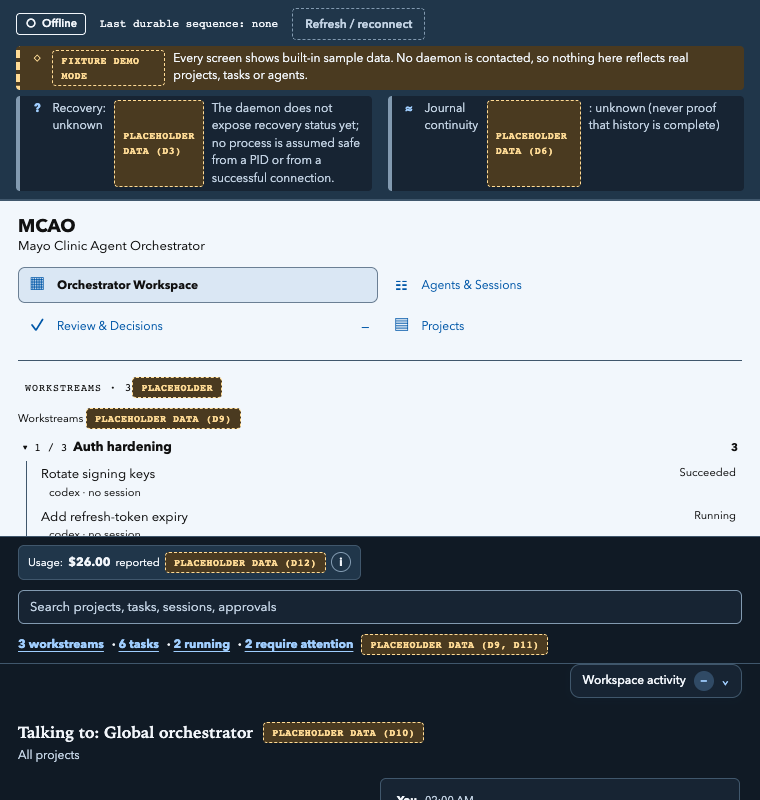 Offline
Last durable sequence: none
Refresh / reconnect
FIXTURE DEMO
MODE
Every screen shows built-in sample data. No daemon is contacted, so nothing here reflects real
projects, tasks or agents.
?
Recovery:
unknown
PLACEHOLDER
DATA (D3)
The daemon does not
expose recovery status yet;
no process is assumed safe
from a PID or from a
successful connection.
≈
Journal
continuity
PLACEHOLDER
DATA (D6)
: unknown (never proof
that history is complete)
MCAO
Mayo Clinic Agent Orchestrator
Orchestrator Workspace
Agents & Sessions
Review & Decisions –
Projects
WORKSTREAMS · 3 PLACEHOLDER
Workstreams PLACEHOLDER DATA (D9)
▾ 1 / 3 Auth hardening 3
Rotate signing keys Succeeded
codex · no session
Add refresh-token expiry Running
codex · no session
Usage: $26.00 reported PLACEHOLDER DATA (D12) i
Search projects, tasks, sessions, approvals
3 workstreams · 6 tasks · 2 running · 2 require attention PLACEHOLDER DATA (D9, D11)
Workspace activity –
Talking to: Global orchestrator PLACEHOLDER DATA (D10)
All projects
You 02:00 AM